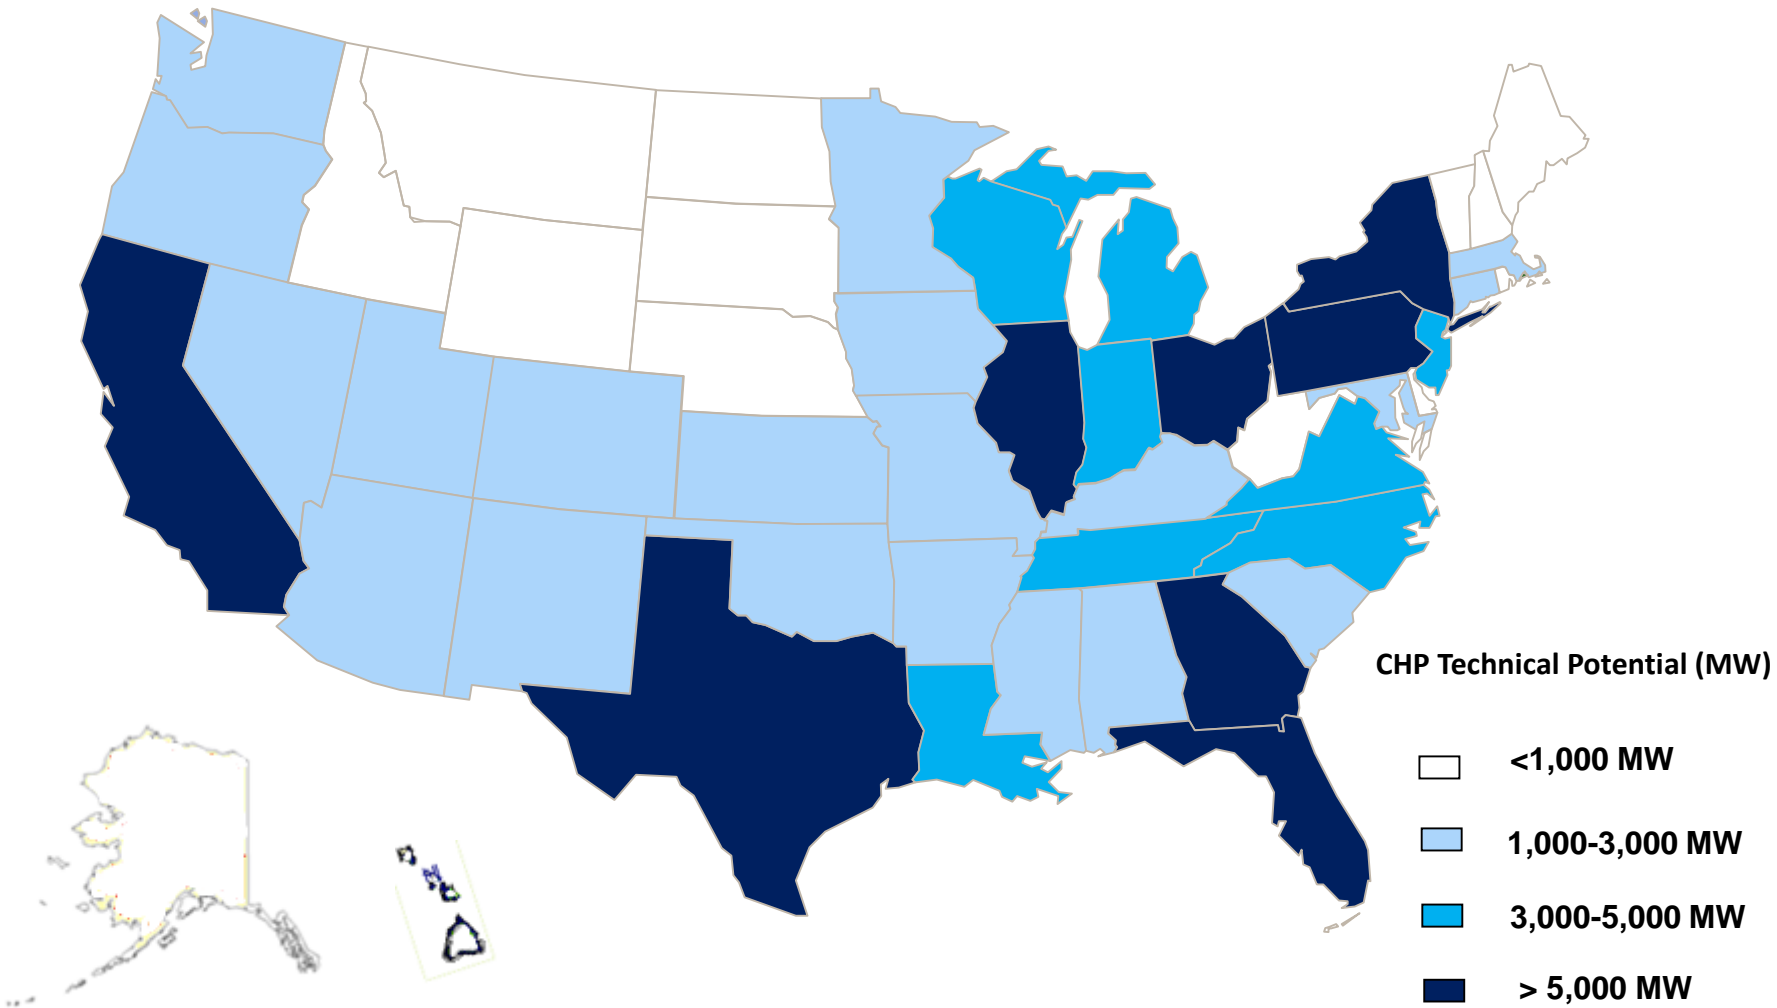 CHP Technical Potential (MW)
<1,000 MW
1,000-3,000 MW
3,000-5,000 MW
> 5,000 MW